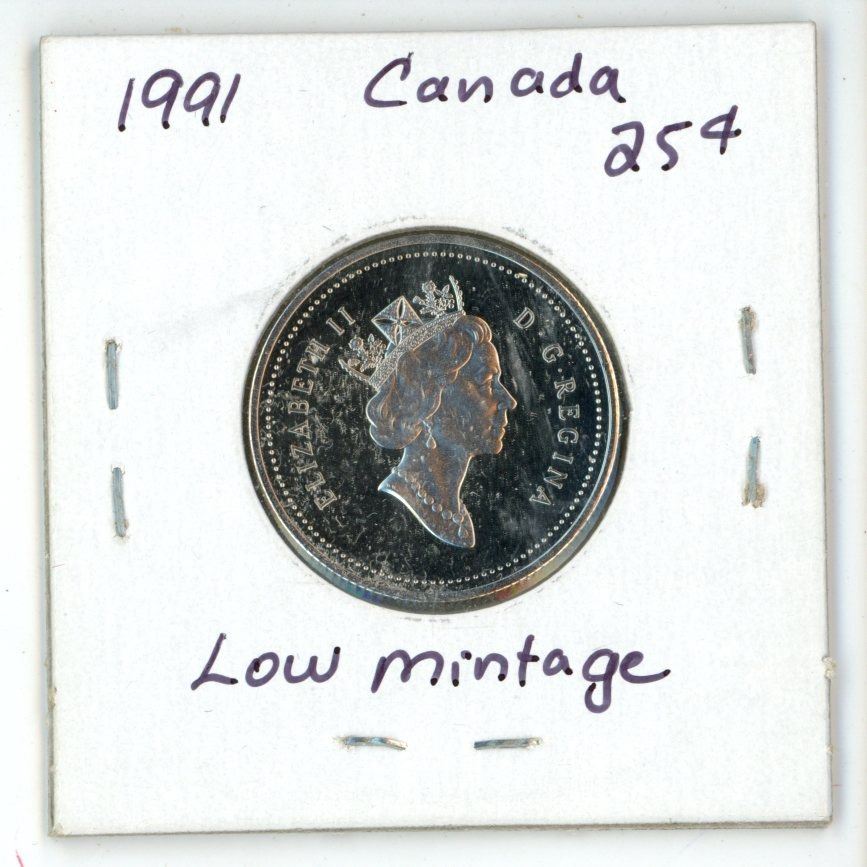 1991 Canada
25¢
ELIZABETH II D·G·REGINA
Low mintage